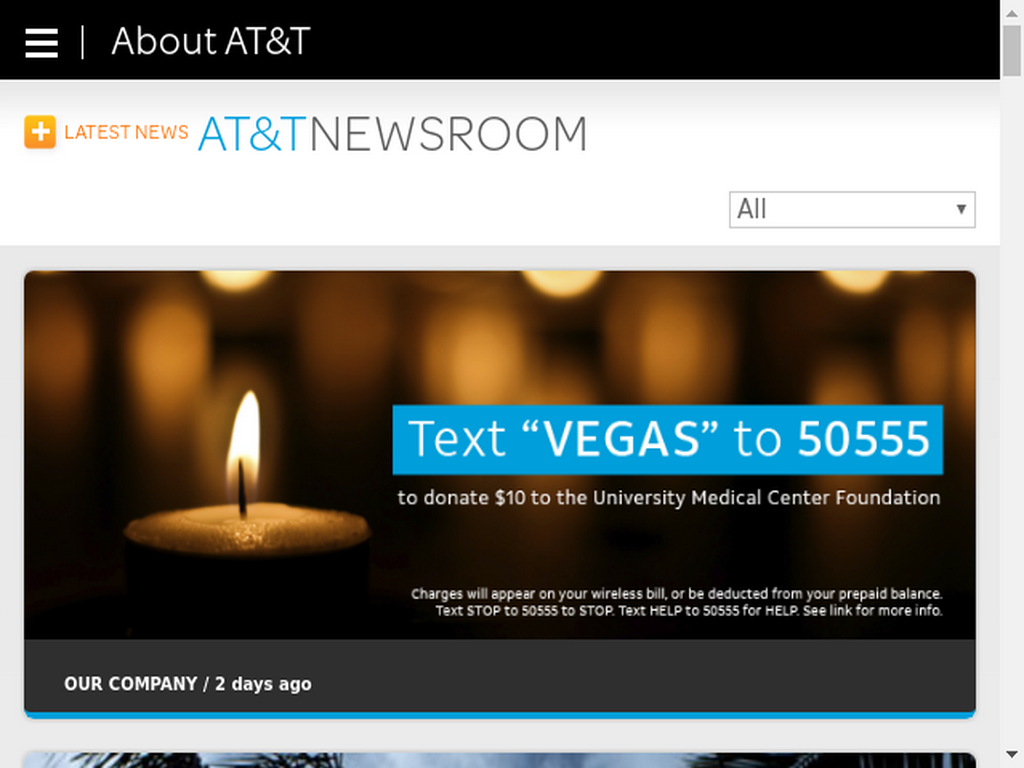 About AT&T
LATEST NEWS AT&T NEWSROOM
All
Text “VEGAS” to 50555
to donate $10 to the University Medical Center Foundation
Charges will appear on your wireless bill, or be deducted from your prepaid balance.
Text STOP to 50555 to STOP. Text HELP to 50555 for HELP. See link for more info.
OUR COMPANY / 2 days ago